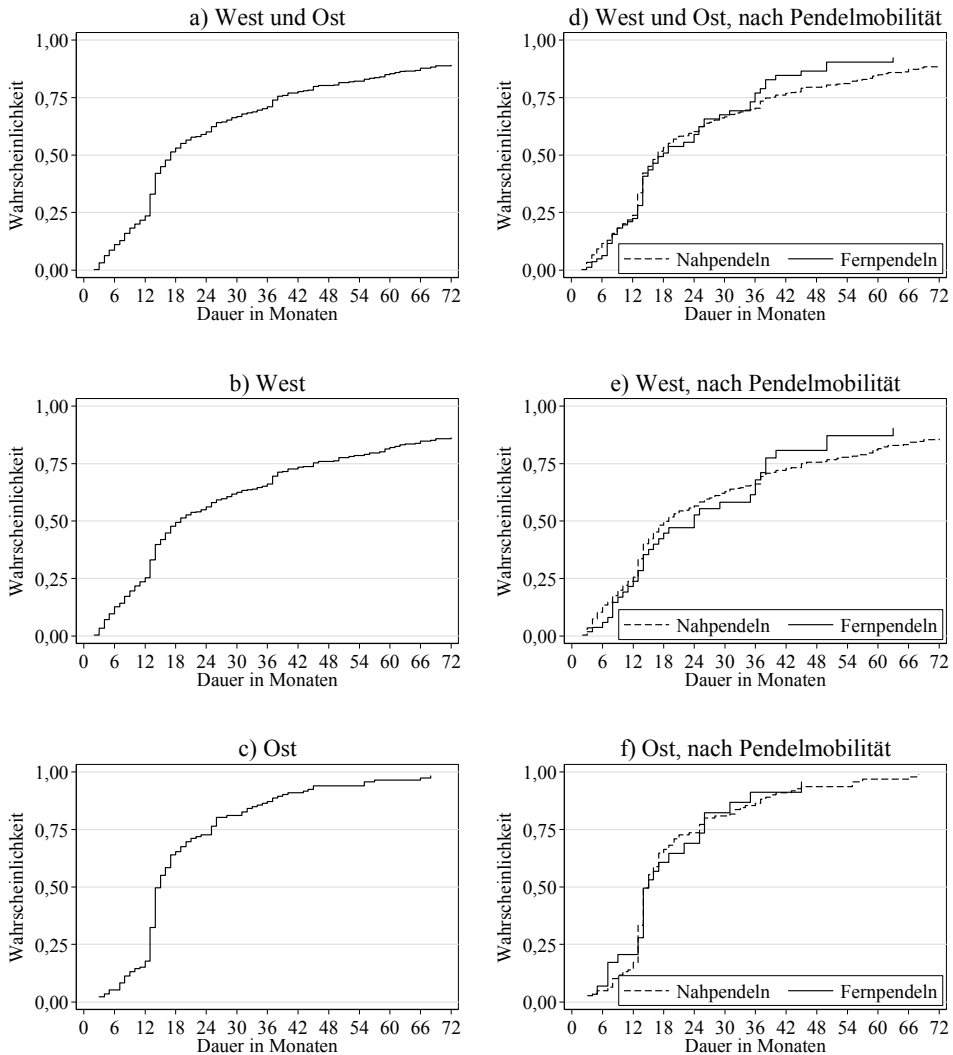 a) West und Ost
1,00
0,75
0,50
0,25
0,00
Wahrscheinlichkeit
0 6 12 18 24 30 36 42 48 54 60 66 72
Dauer in Monaten
d) West und Ost, nach Pendelmobilität
1,00
0,75
0,50
0,25
0,00
Wahrscheinlichkeit
Nahpendeln Fernpendeln
0 6 12 18 24 30 36 42 48 54 60 66 72
Dauer in Monaten
b) West
1,00
0,75
0,50
0,25
0,00
Wahrscheinlichkeit
0 6 12 18 24 30 36 42 48 54 60 66 72
Dauer in Monaten
e) West, nach Pendelmobilität
1,00
0,75
0,50
0,25
0,00
Wahrscheinlichkeit
Nahpendeln Fernpendeln
0 6 12 18 24 30 36 42 48 54 60 66 72
Dauer in Monaten
c) Ost
1,00
0,75
0,50
0,25
0,00
Wahrscheinlichkeit
0 6 12 18 24 30 36 42 48 54 60 66 72
Dauer in Monaten
f) Ost, nach Pendelmobilität
1,00
0,75
0,50
0,25
0,00
Wahrscheinlichkeit
Nahpendeln Fernpendeln
0 6 12 18 24 30 36 42 48 54 60 66 72
Dauer in Monaten